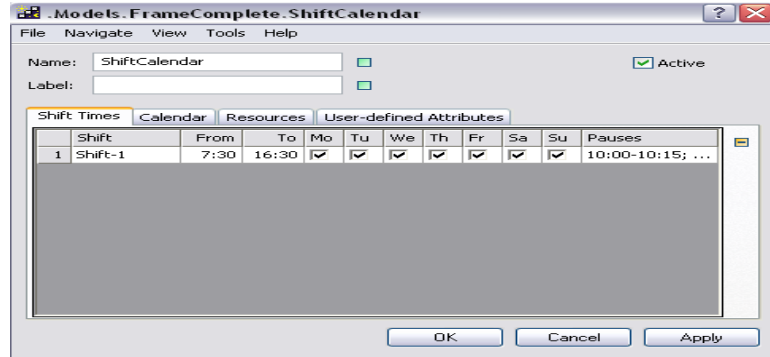 .Models.FrameComplete.ShiftCalendar ?
File Navigate View Tools Help
Name: ShiftCalendar Active
Label:
Shift Times Calendar Resources User-defined Attributes
Shift From To Mo Tu We Th Fr Sa Su Pauses
1 Shift-1 7:30 16:30 10:00-10:15; ...
OK Cancel Apply